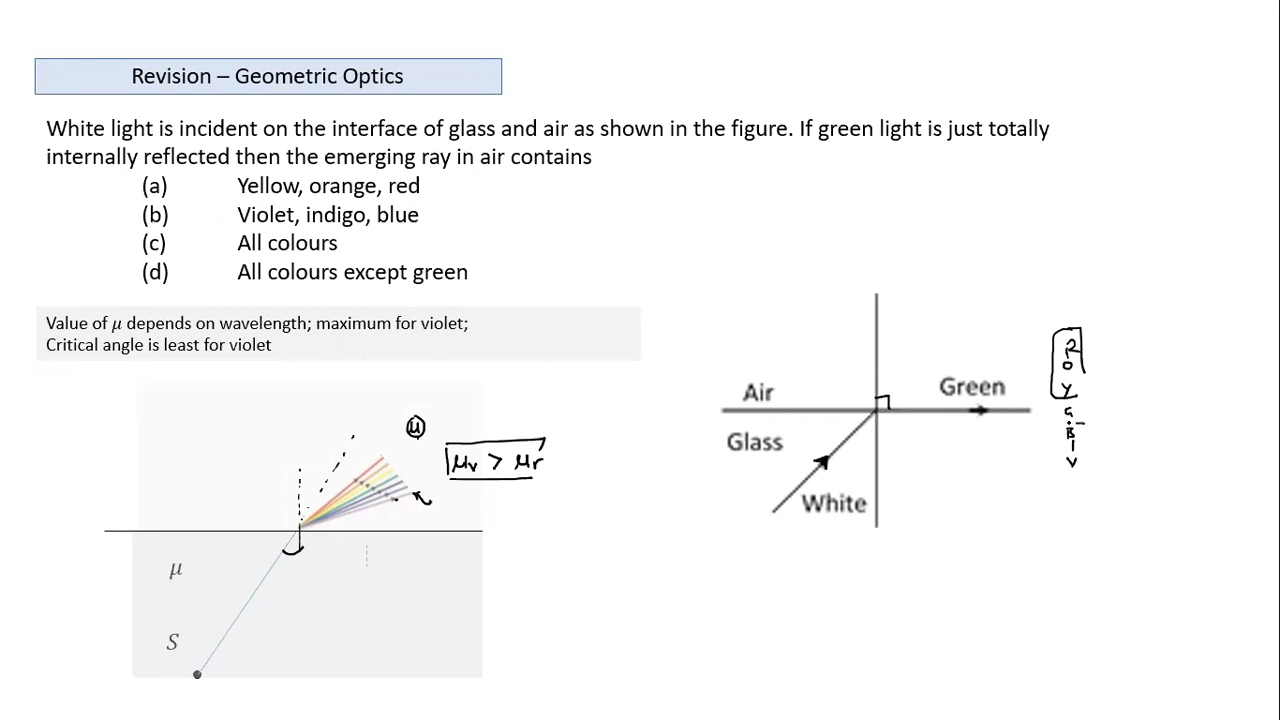 Revision – Geometric Optics
White light is incident on the interface of glass and air as shown in the figure. If green light is just totally
internally reflected then the emerging ray in air contains
(a) Yellow, orange, red
(b) Violet, indigo, blue
(c) All colours
(d) All colours except green
Value of μ depends on wavelength; maximum for violet;
Critical angle is least for violet
μ
μv > μr
μ
S
Air
Green
Glass
White
R
O
Y
G
B
I
V